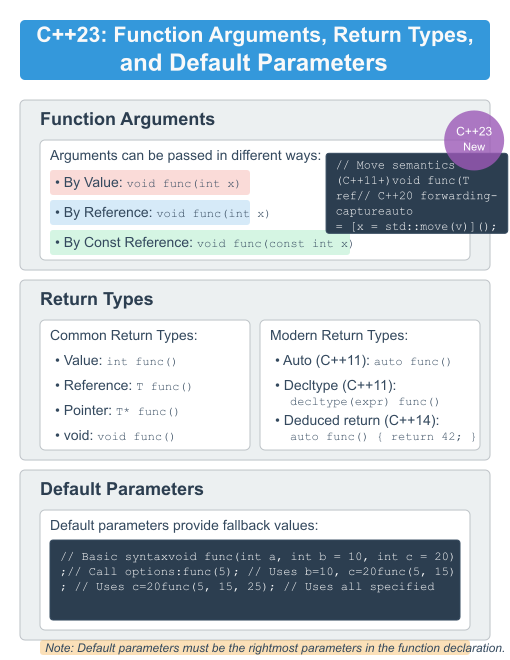 C++23: Function Arguments, Return Types,
and Default Parameters
Function Arguments
C++23
New
Arguments can be passed in different ways:
• By Value: void func(int x)
• By Reference: void func(int x)
• By Const Reference: void func(const int x)
// Move semantics
(C++11+)void func(T
ref// C++20 forwarding-
captureauto
= [x = std::move(v)]();
Return Types
Common Return Types:
• Value: int func()
• Reference: T func()
• Pointer: T* func()
• void: void func()
Modern Return Types:
• Auto (C++11): auto func()
• Decltype (C++11):
decltype(expr) func()
• Deduced return (C++14):
auto func() { return 42; }
Default Parameters
Default parameters provide fallback values:
// Basic syntaxvoid func(int a, int b = 10, int c = 20)
;// Call options:func(5); // Uses b=10, c=20func(5, 15)
; // Uses c=20func(5, 15, 25); // Uses all specified
Note: Default parameters must be the rightmost parameters in the function declaration.